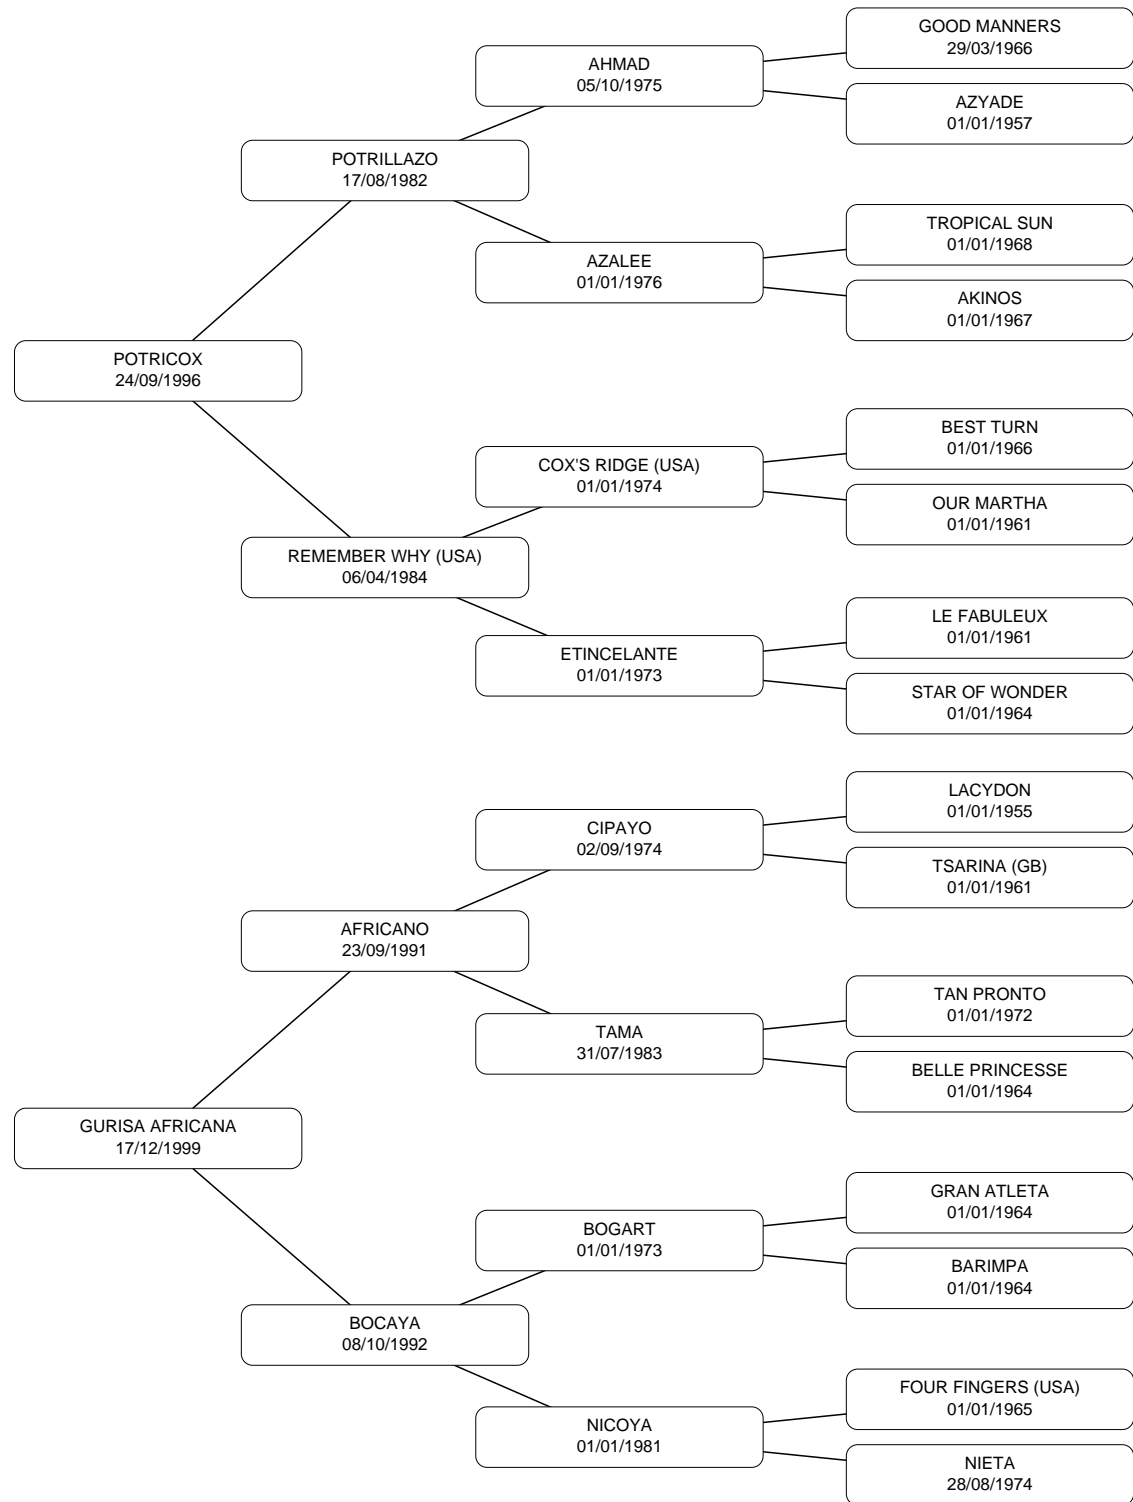 GOOD MANNERS
29/03/1966
AHMAD
05/10/1975
AZYADE
01/01/1957
POTRILLAZO
17/08/1982
TROPICAL SUN
01/01/1968
AZALEE
01/01/1976
AKINOS
01/01/1967
POTRICOX
24/09/1996
BEST TURN
01/01/1966
COX'S RIDGE (USA)
01/01/1974
OUR MARTHA
01/01/1961
REMEMBER WHY (USA)
06/04/1984
LE FABULEUX
01/01/1961
ETINCELANTE
01/01/1973
STAR OF WONDER
01/01/1964
LACYDON
01/01/1955
CIPAYO
02/09/1974
TSARINA (GB)
01/01/1961
AFRICANO
23/09/1991
TAN PRONTO
01/01/1972
TAMA
31/07/1983
BELLE PRINCESSE
01/01/1964
GURISA AFRICANA
17/12/1999
GRAN ATLETA
01/01/1964
BOGART
01/01/1973
BARIMPA
01/01/1964
BOCAYA
08/10/1992
FOUR FINGERS (USA)
01/01/1965
NICOYA
01/01/1981
NIETA
28/08/1974